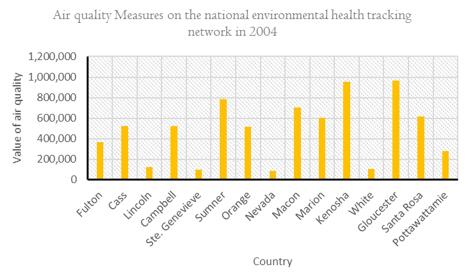 Air quality Measures on the national environmental health tracking
network in 2004
1,200,000
1,000,000
800,000
600,000
400,000
200,000
0
Value of air quality
Fulton
Cass
Lincoln
Campbell
Ste. Genevieve
Sumner
Orange
Nevada
Macon
Marion
Kenosha
White
Gloucester
Santa Rosa
Pottawattamie
Country